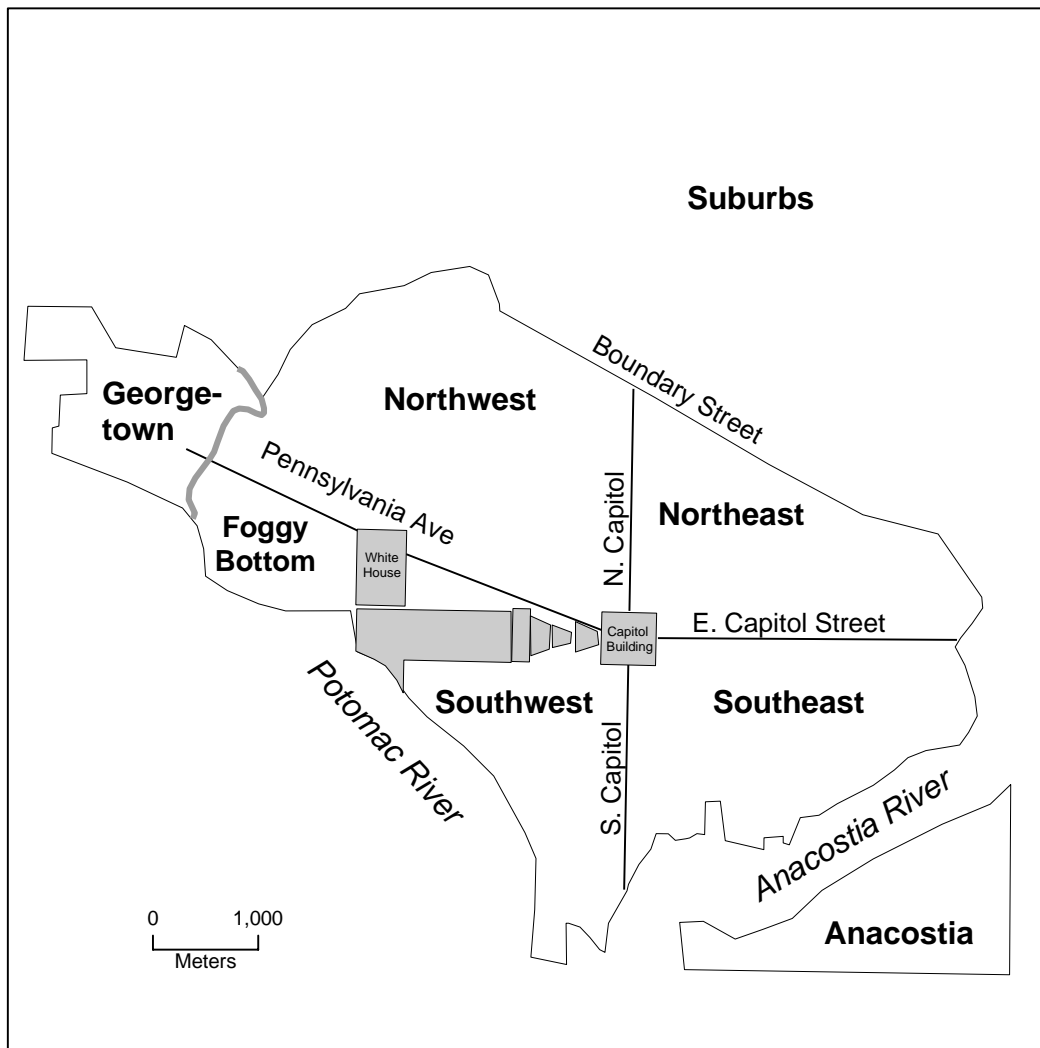 Suburbs
Boundary Street
George-
town
Northwest
Pennsylvania Ave
N. Capitol
Northeast
Foggy
Bottom
White
House
Capitol
Building
E. Capitol Street
Potomac River
Southwest
S. Capitol
Southeast
Anacostia River
Anacostia
0 1,000
Meters